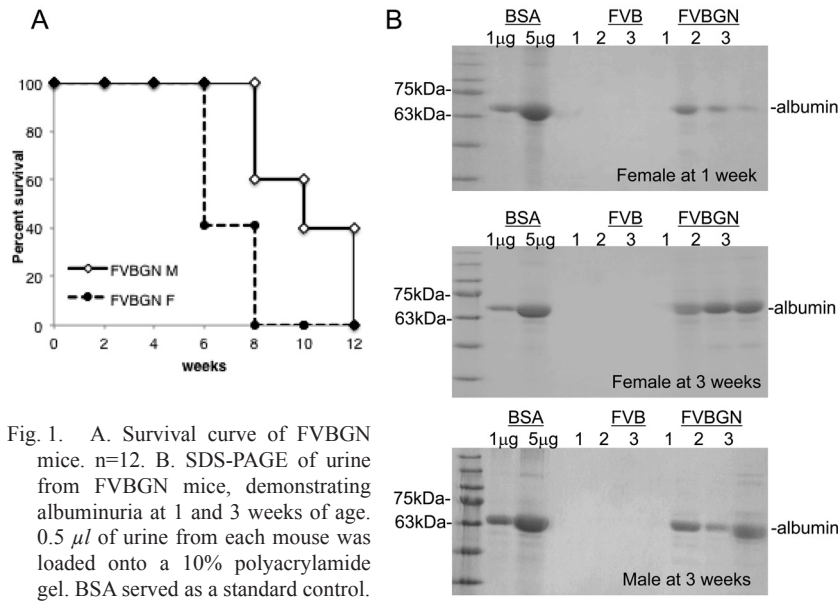 A
Percent survival
100
80
60
40
20
0
FVBGN M
FVBGN F
0 2 4 6 8 10 12
weeks
Fig. 1. A. Survival curve of FVBGN
mice. n=12. B. SDS-PAGE of urine
from FVBGN mice, demonstrating
albuminuria at 1 and 3 weeks of age.
0.5 µl of urine from each mouse was
loaded onto a 10% polyacrylamide
gel. BSA served as a standard control.
B
BSA FVB FVBGN
1µg 5µg 1 2 3 1 2 3
75kDa-
63kDa-
-albumin
Female at 1 week
BSA FVB FVBGN
1µg 5µg 1 2 3 1 2 3
75kDa-
63kDa-
-albumin
Female at 3 weeks
BSA FVB FVBGN
1µg 5µg 1 2 3 1 2 3
75kDa-
63kDa-
-albumin
Male at 3 weeks